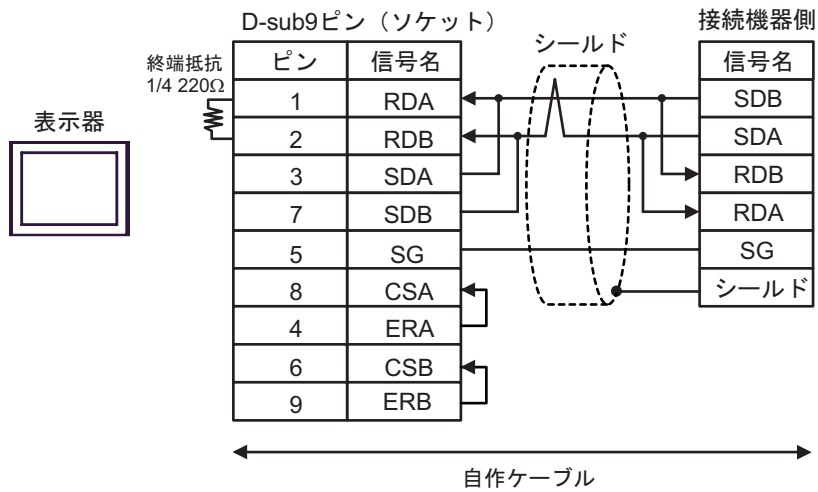 D-sub9ピン（ソケット）
接続機器側
シールド
終端抵抗
1/4 220Ω
表示器
ピン 信号名
1 RDA
2 RDB
3 SDA
7 SDB
5 SG
8 CSA
4 ERA
6 CSB
9 ERB
信号名
SDB
SDA
RDB
RDA
SG
シールド
自作ケーブル